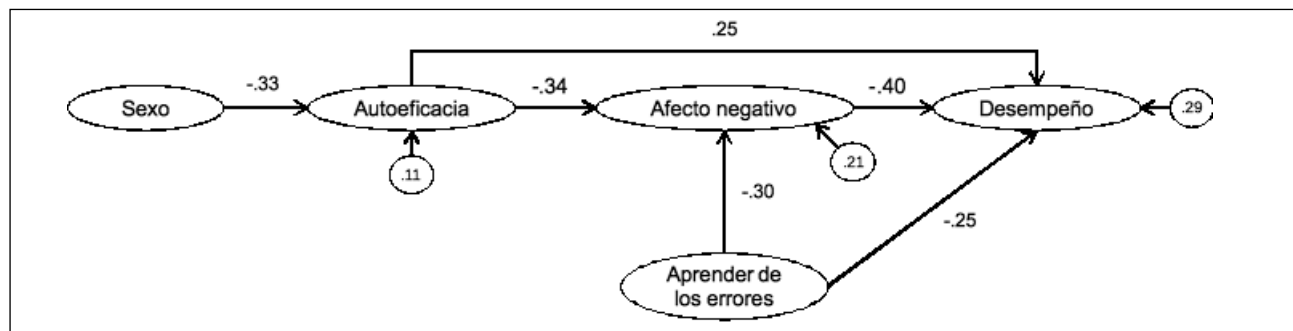 .25
-.33
-.34
-.40
Sexo
Autoeficacia
Afecto negativo
Desempeño
.29
.11
.21
-.30
-.25
Aprender de
los errores